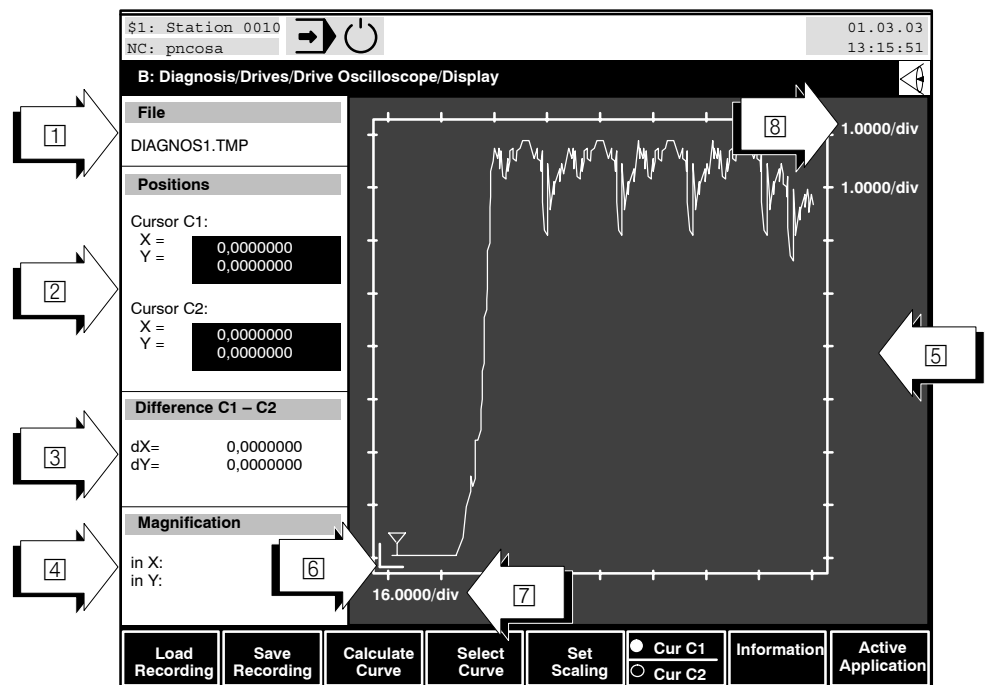 $1: Station 0010
NC: pncosa
01.03.03
13:15:51
B: Diagnosis/Drives/Drive Oscilloscope/Display
1
File
DIAGNOS1.TMP
8
1.0000/div
1.0000/div
Positions
Cursor C1:
X = 0,0000000
Y = 0,0000000
2
Cursor C2:
X = 0,0000000
Y = 0,0000000
5
Difference C1 – C2
3
dX= 0,0000000
dY= 0,0000000
Magnification
4
in X:
in Y:
6
7
16.0000/div
Load Recording
Save Recording
Calculate Curve
Select Curve
Set Scaling
Cur C1
Cur C2
Information
Active Application